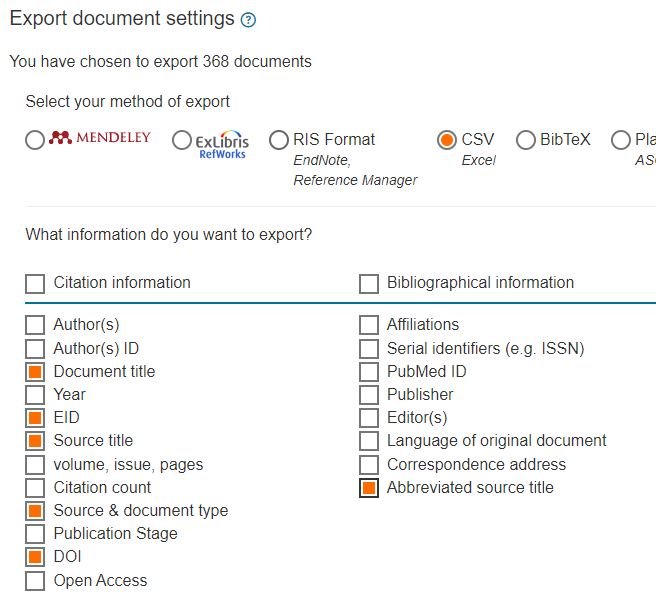 Export document settings ?
You have chosen to export 368 documents
Select your method of export
MENDELEY
ExLibris
RefWorks
RIS Format
EndNote,
Reference Manager
CSV
Excel
BibTeX
Pla
AS
What information do you want to export?
Citation information
Author(s)
Author(s) ID
Document title
Year
EID
Source title
volume, issue, pages
Citation count
Source & document type
Publication Stage
DOI
Open Access
Bibliographical information
Affiliations
Serial identifiers (e.g. ISSN)
PubMed ID
Publisher
Editor(s)
Language of original document
Correspondence address
Abbreviated source title